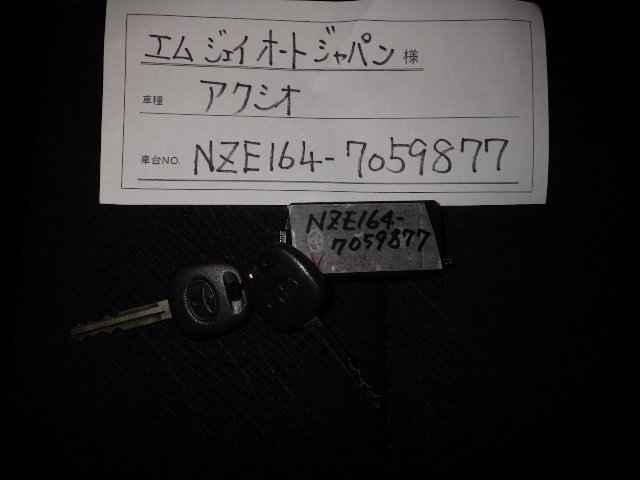 エム ジェイ オート ジャパン 様
車種 アクシオ
車台NO. NZE164-7059877
NZE164-
7059877